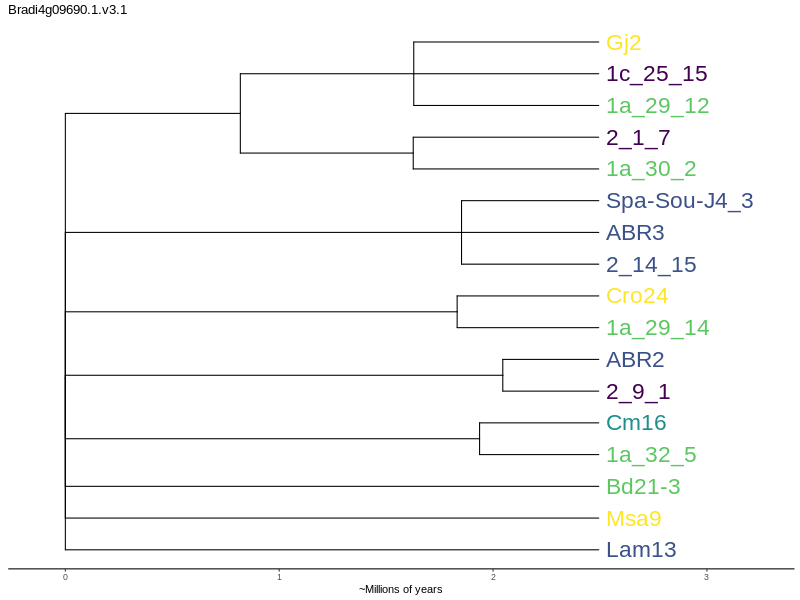 Bradi4g09690.1.v3.1
Gj2
1c_25_15
1a_29_12
2_1_7
1a_30_2
Spa-Sou-J4_3
ABR3
2_14_15
Cro24
1a_29_14
ABR2
2_9_1
Cm16
1a_32_5
Bd21-3
Msa9
Lam13
0 1 2 3
~Millions of years